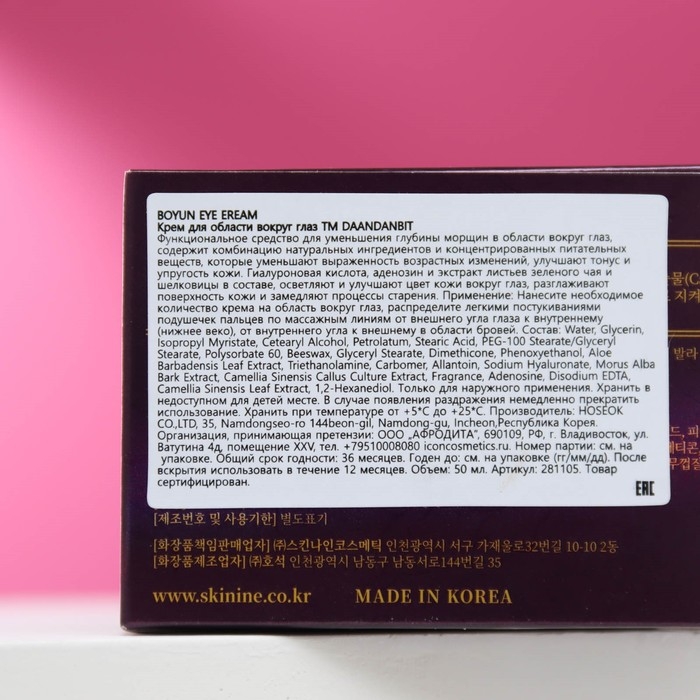 BOYUN EYE EREAM
Крем для области вокруг глаз ТМ DAANDANBIT
Функциональное средство для уменьшения глубины морщин в области вокруг глаз,
содержит комбинацию натуральных ингредиентов и концентрированных питательных
веществ, которые уменьшают выраженность возрастных изменений, улучшают тонус и
упругость кожи. Гиалуроновая кислота, аденозин и экстракт листьев зеленого чая и
шелковицы в составе, осветляют и улучшают цвет кожи вокруг глаз, разглаживают
поверхность кожи и замедляют процессы старения. Применение: Нанесите необходимое
количество крема на область вокруг глаз, распределите легкими постукиваниями
подушечек пальцев по массажным линиям от внешнего угла глаза к внутреннему
(нижнее веко), от внутреннего к внешнему в области бровей. Состав: Water, Glycerin,
Isopropyl Myristate, Cetearyl Alcohol, Petrolatum, Stearic Acid, PEG-100 Stearate/Glyceryl
Stearate, Polysorbate 60, Beeswax, Glyceryl Stearate, Dimethicone, Phenoxyethanol, Aloe
Barbadensis Leaf Extract, Triethanolamine, Carbomer, Allantoin, Sodium Hyaluronate, Morus Alba
Bark Extract, Camellia Sinensis Callus Culture Extract, Fragrance, Adenosine, Disodium EDTA,
Camellia Sinensis Leaf Extract, 1,2-Hexanediol. Только для наружного применения. Хранить в
недоступном для детей месте. В случае появления раздражения немедленно прекратить
использование. Хранить при температуре от +5°C до +25°C. Производитель: HOSEOK
CO.,LTD, 35, Namdongseo-ro 144beon-gil, Namdong-gu, Incheon,Республика Корея.
Организация, принимающая претензии: ООО „АФРОДИТА", 690109, РФ, г. Владивосток, ул.
Ватутина 4д, помещение XXV, тел. +79510008080 iconcosmetics.ru. Номер партии: см. на
упаковке. Общий срок годности: 36 месяцев. Годен до: см. на упаковке (гг/мм/дд). После
вскрытия использовать в течение 12 месяцев. Объем: 50 мл. Артикул: 281105. Товар
сертифицирован.
EAC
물(Ca
지켜
발라
드, 피
메티콘
무껍질
[제조번호 및 사용기한] 별도표기
[화장품책임판매업자] ㈜스킨나인코스메틱 인천광역시 서구 가재울로32번길 10-10 2동
[화장품제조업자] ㈜호석 인천광역시 남동구 남동서로144번길 35
www.skinine.co.kr MADE IN KOREA